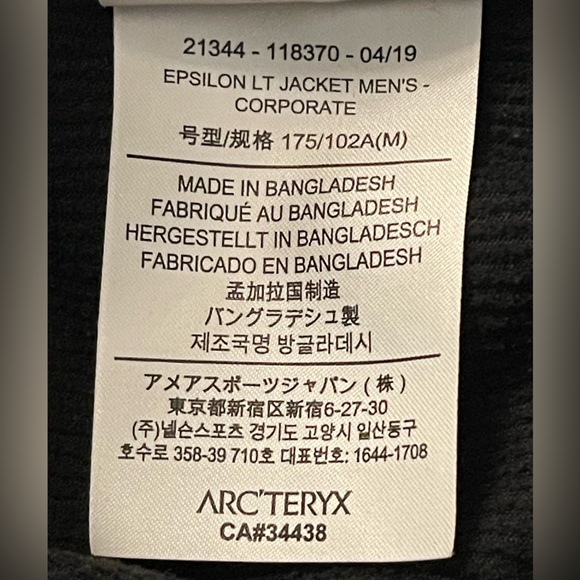 21344 - 118370 - 04/19
EPSILON LT JACKET MEN'S -
CORPORATE
号型/规格 175/102A(M)
MADE IN BANGLADESH
FABRIQUÉ AU BANGLADESH
HERGESTELLT IN BANGLADESCH
FABRICADO EN BANGLADESH
孟加拉国制造
バングラデシュ製
제조국명 방글라데시
アメアスポーツジャパン(株)
東京都新宿区新宿6-27-30
(주)넬슨스포츠 경기도 고양시 일산동구
호수로 358-39 710호 대표번호: 1644-1708
ARC'TERYX
CA#34438